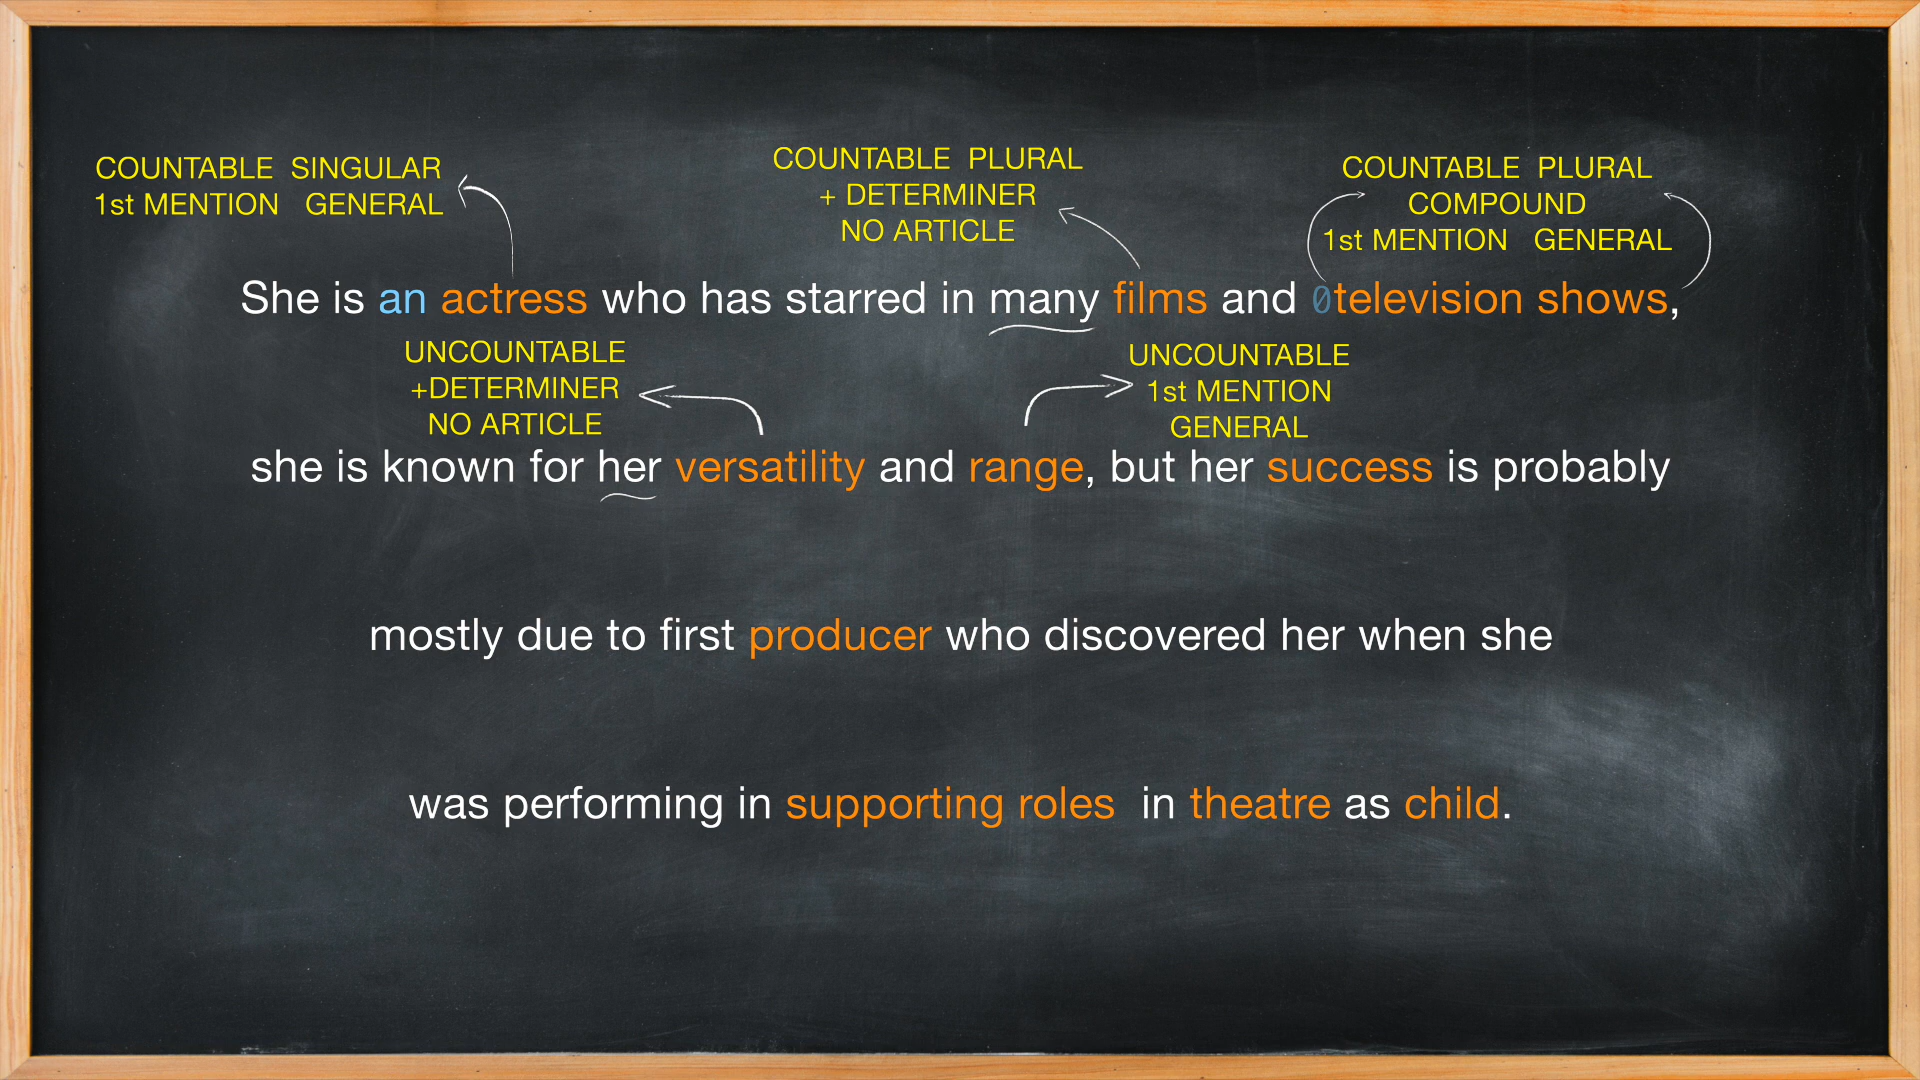 COUNTABLE SINGULAR
1st MENTION GENERAL
COUNTABLE PLURAL
+ DETERMINER
NO ARTICLE
COUNTABLE PLURAL
COMPOUND
1st MENTION GENERAL
She is an actress who has starred in many films and 0television shows,
UNCOUNTABLE
+DETERMINER
NO ARTICLE
UNCOUNTABLE
1st MENTION
GENERAL
she is known for her versatility and range, but her success is probably
mostly due to first producer who discovered her when she
was performing in supporting roles in theatre as child.